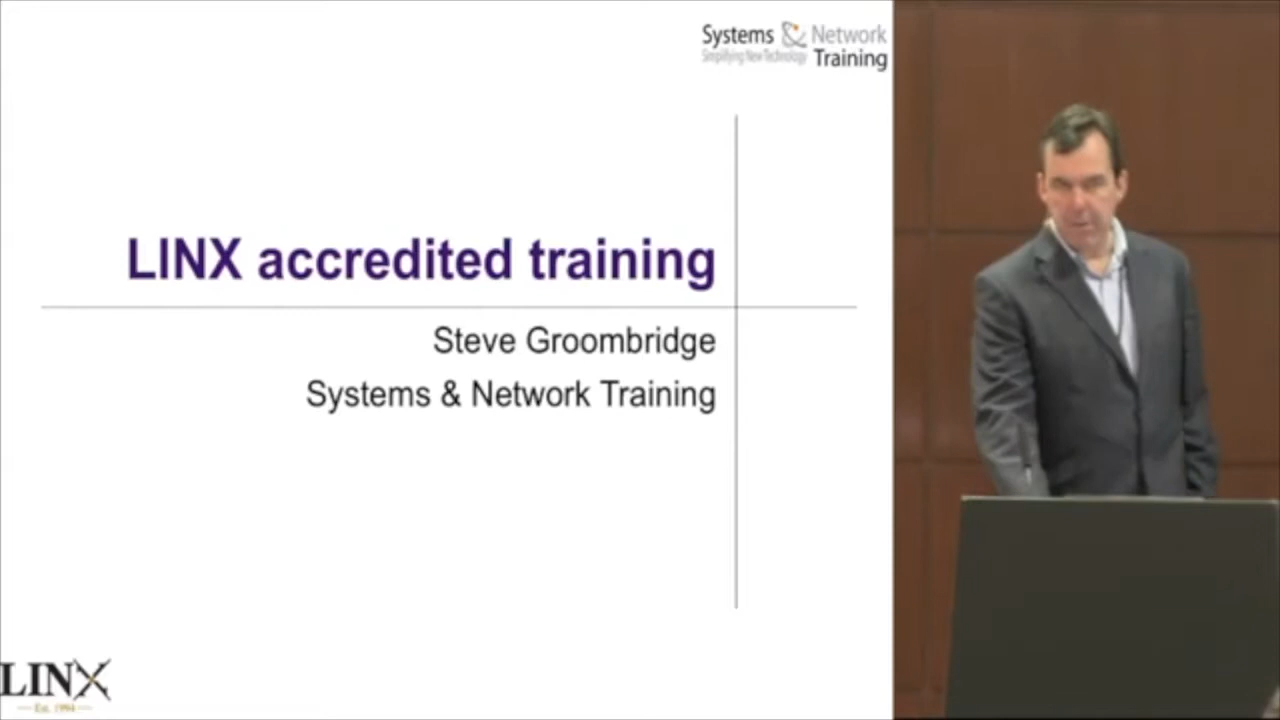 Systems Network
Simplifying New Technology Training
LINX accredited training
Steve Groombridge
Systems & Network Training
LINX
Est. 1994